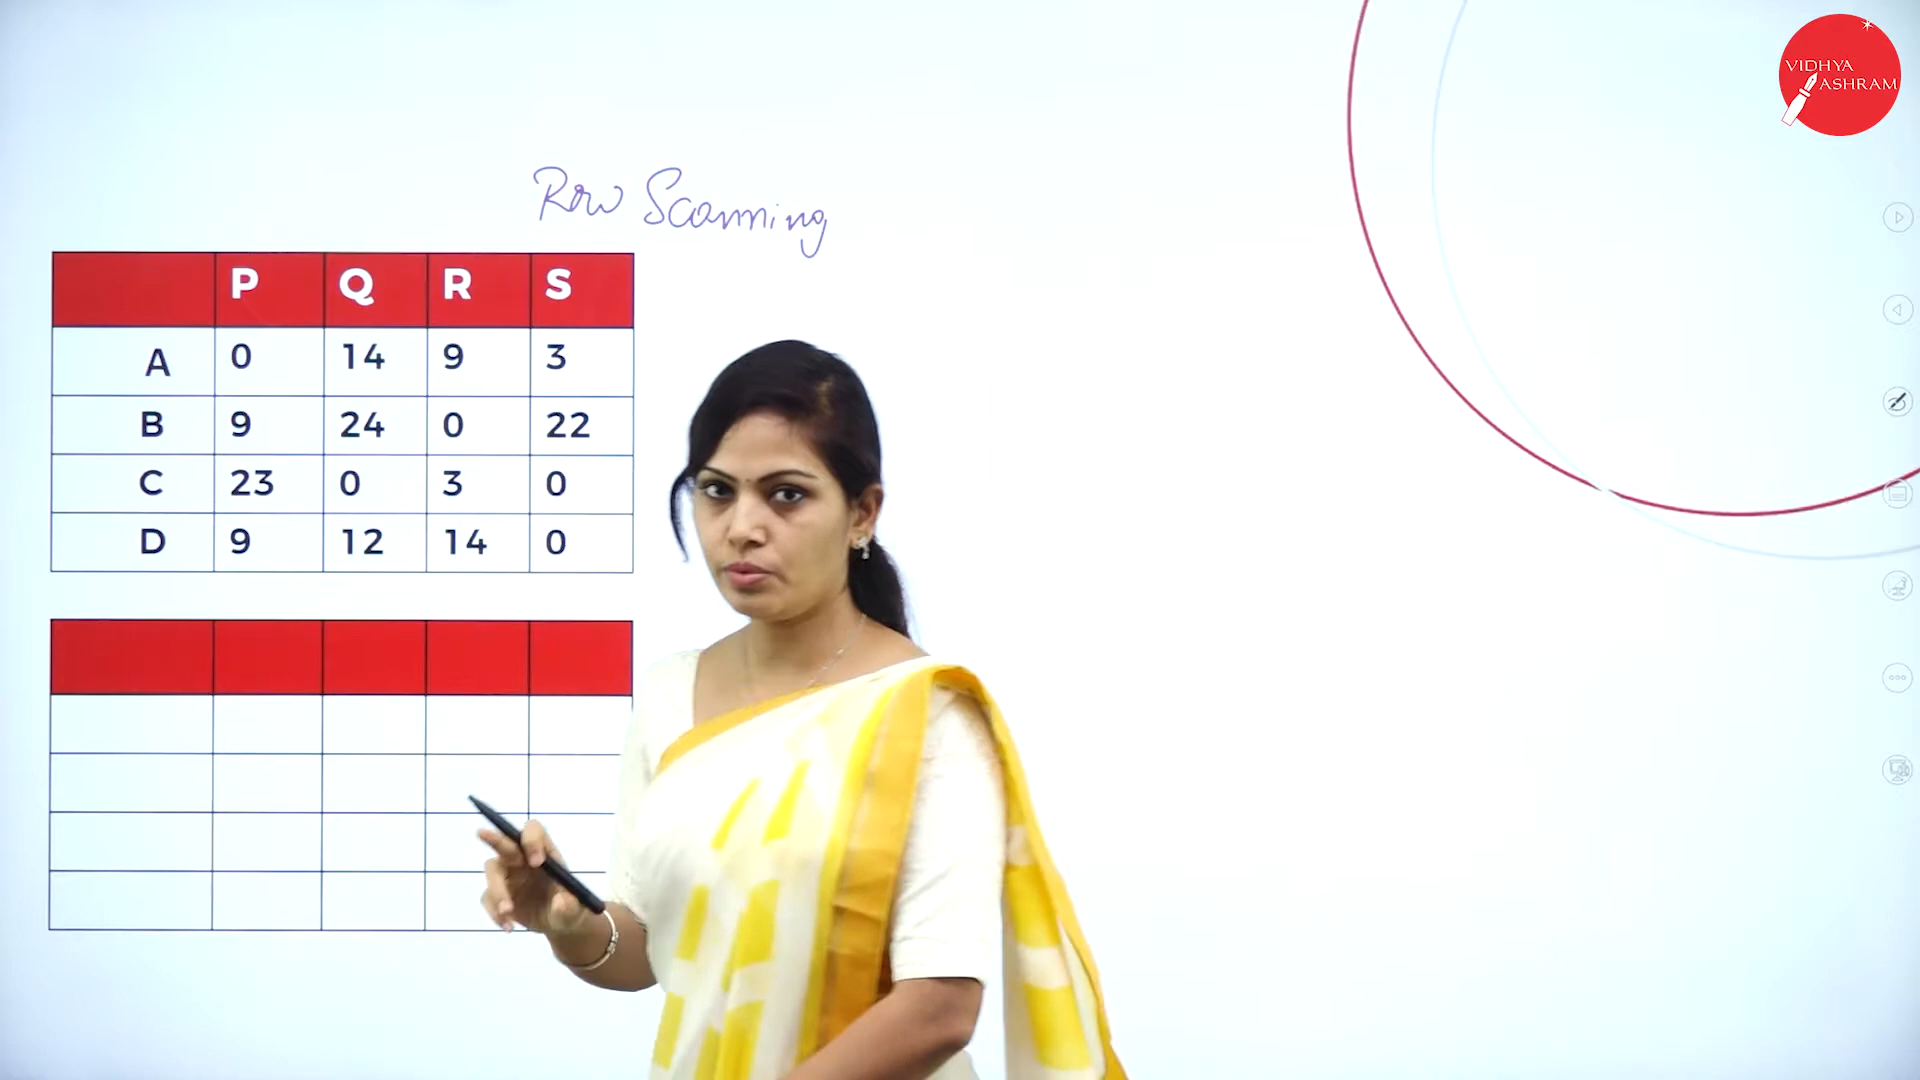 VIDHYA
ASHRAM
Row Scanning
P Q R S
A 0 14 9 3
B 9 24 0 22
C 23 0 3 0
D 9 12 14 0